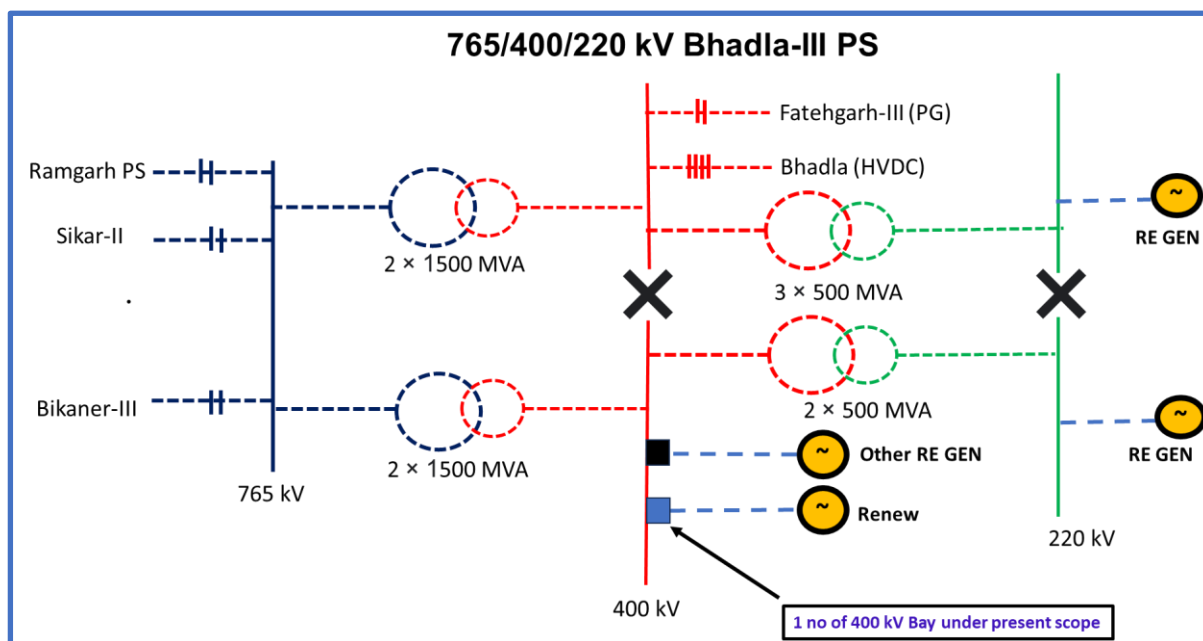 765/400/220 kV Bhadla-III PS
Fatehgarh-III (PG)
Ramgarh PS
Bhadla (HVDC)
~
Sikar-II
RE GEN
2 × 1500 MVA
3 × 500 MVA
Bikaner-III
2 × 500 MVA
~
2 × 1500 MVA
~
Other RE GEN
RE GEN
765 kV
~
Renew
220 kV
400 kV
1 no of 400 kV Bay under present scope